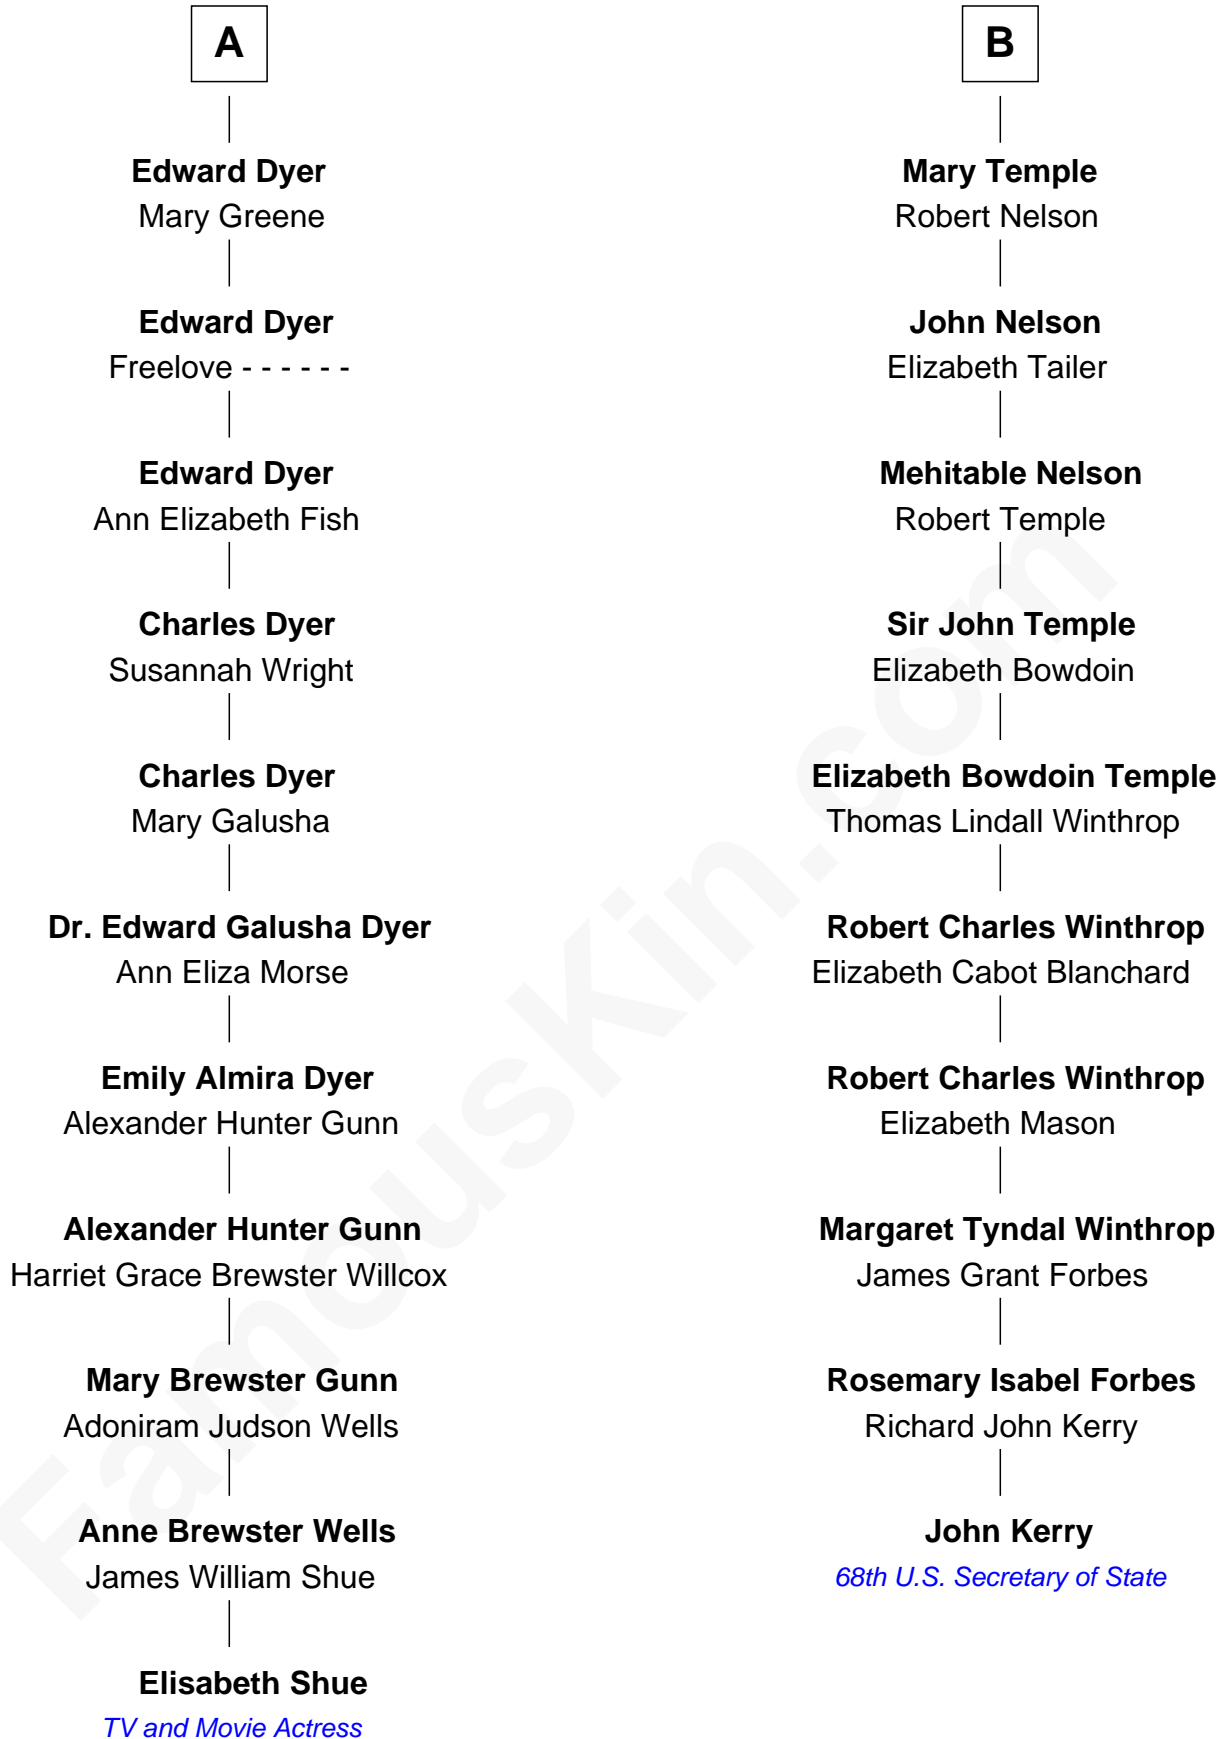 A
Edward Dyer
Mary Greene
Edward Dyer
Freelove - - - - - -
Edward Dyer
Ann Elizabeth Fish
Charles Dyer
Susannah Wright
Charles Dyer
Mary Galusha
Dr. Edward Galusha Dyer
Ann Eliza Morse
Emily Almira Dyer
Alexander Hunter Gunn
Alexander Hunter Gunn
Harriet Grace Brewster Willcox
Mary Brewster Gunn
Adoniram Judson Wells
Anne Brewster Wells
James William Shue
Elisabeth Shue
TV and Movie Actress
B
Mary Temple
Robert Nelson
John Nelson
Elizabeth Tailer
Mehitable Nelson
Robert Temple
Sir John Temple
Elizabeth Bowdoin
Elizabeth Bowdoin Temple
Thomas Lindall Winthrop
Robert Charles Winthrop
Elizabeth Cabot Blanchard
Robert Charles Winthrop
Elizabeth Mason
Margaret Tyndal Winthrop
James Grant Forbes
Rosemary Isabel Forbes
Richard John Kerry
John Kerry
68th U.S. Secretary of State
FamousKin.com